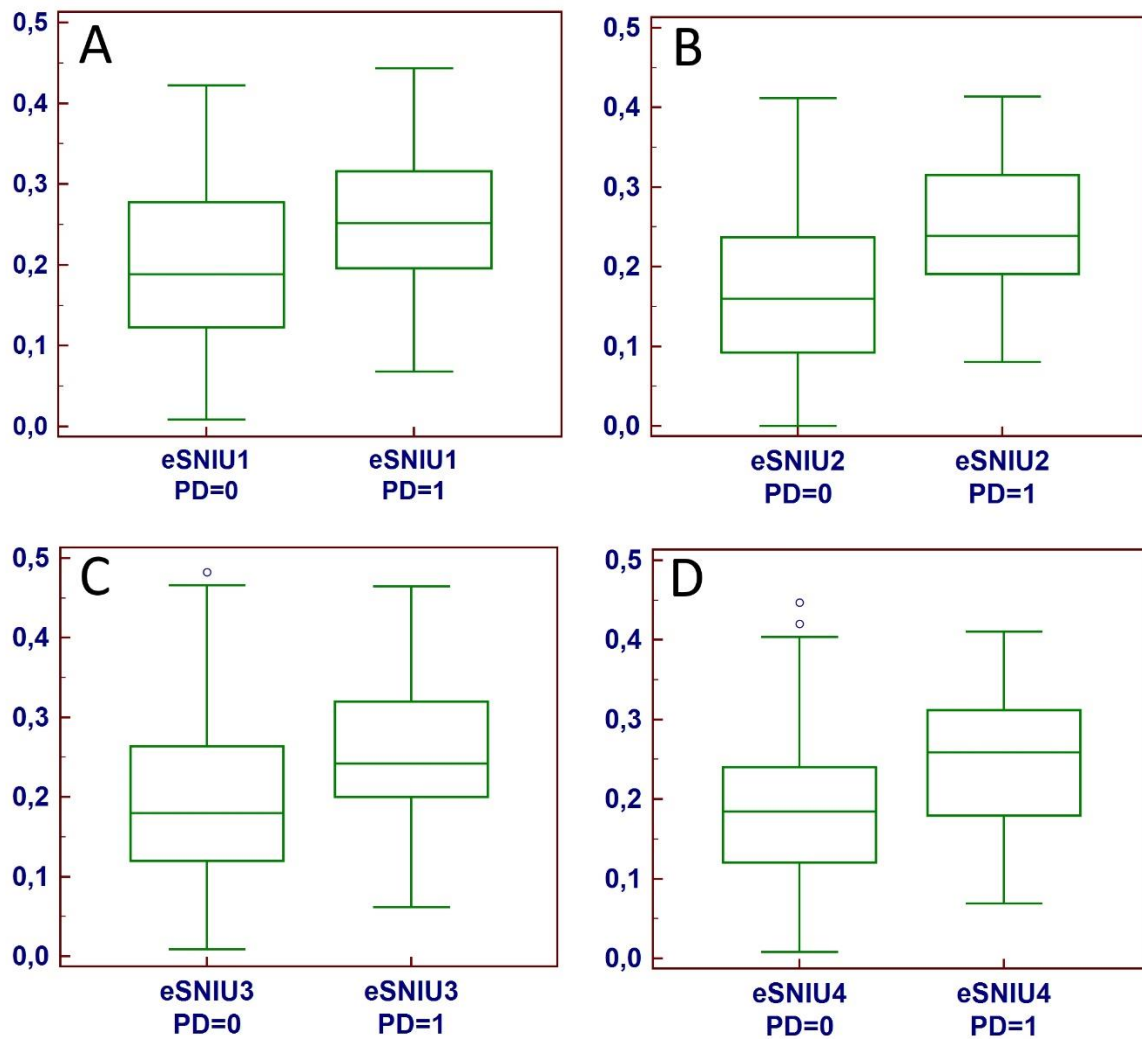 A
0,5
0,4
0,3
0,2
0,1
0,0
eSNIU1 eSNIU1
PD=0 PD=1
B
0,5
0,4
0,3
0,2
0,1
0,0
eSNIU2 eSNIU2
PD=0 PD=1
C
0,5
0,4
0,3
0,2
0,1
0,0
eSNIU3 eSNIU3
PD=0 PD=1
D
0,5
0,4
0,3
0,2
0,1
0,0
eSNIU4 eSNIU4
PD=0 PD=1